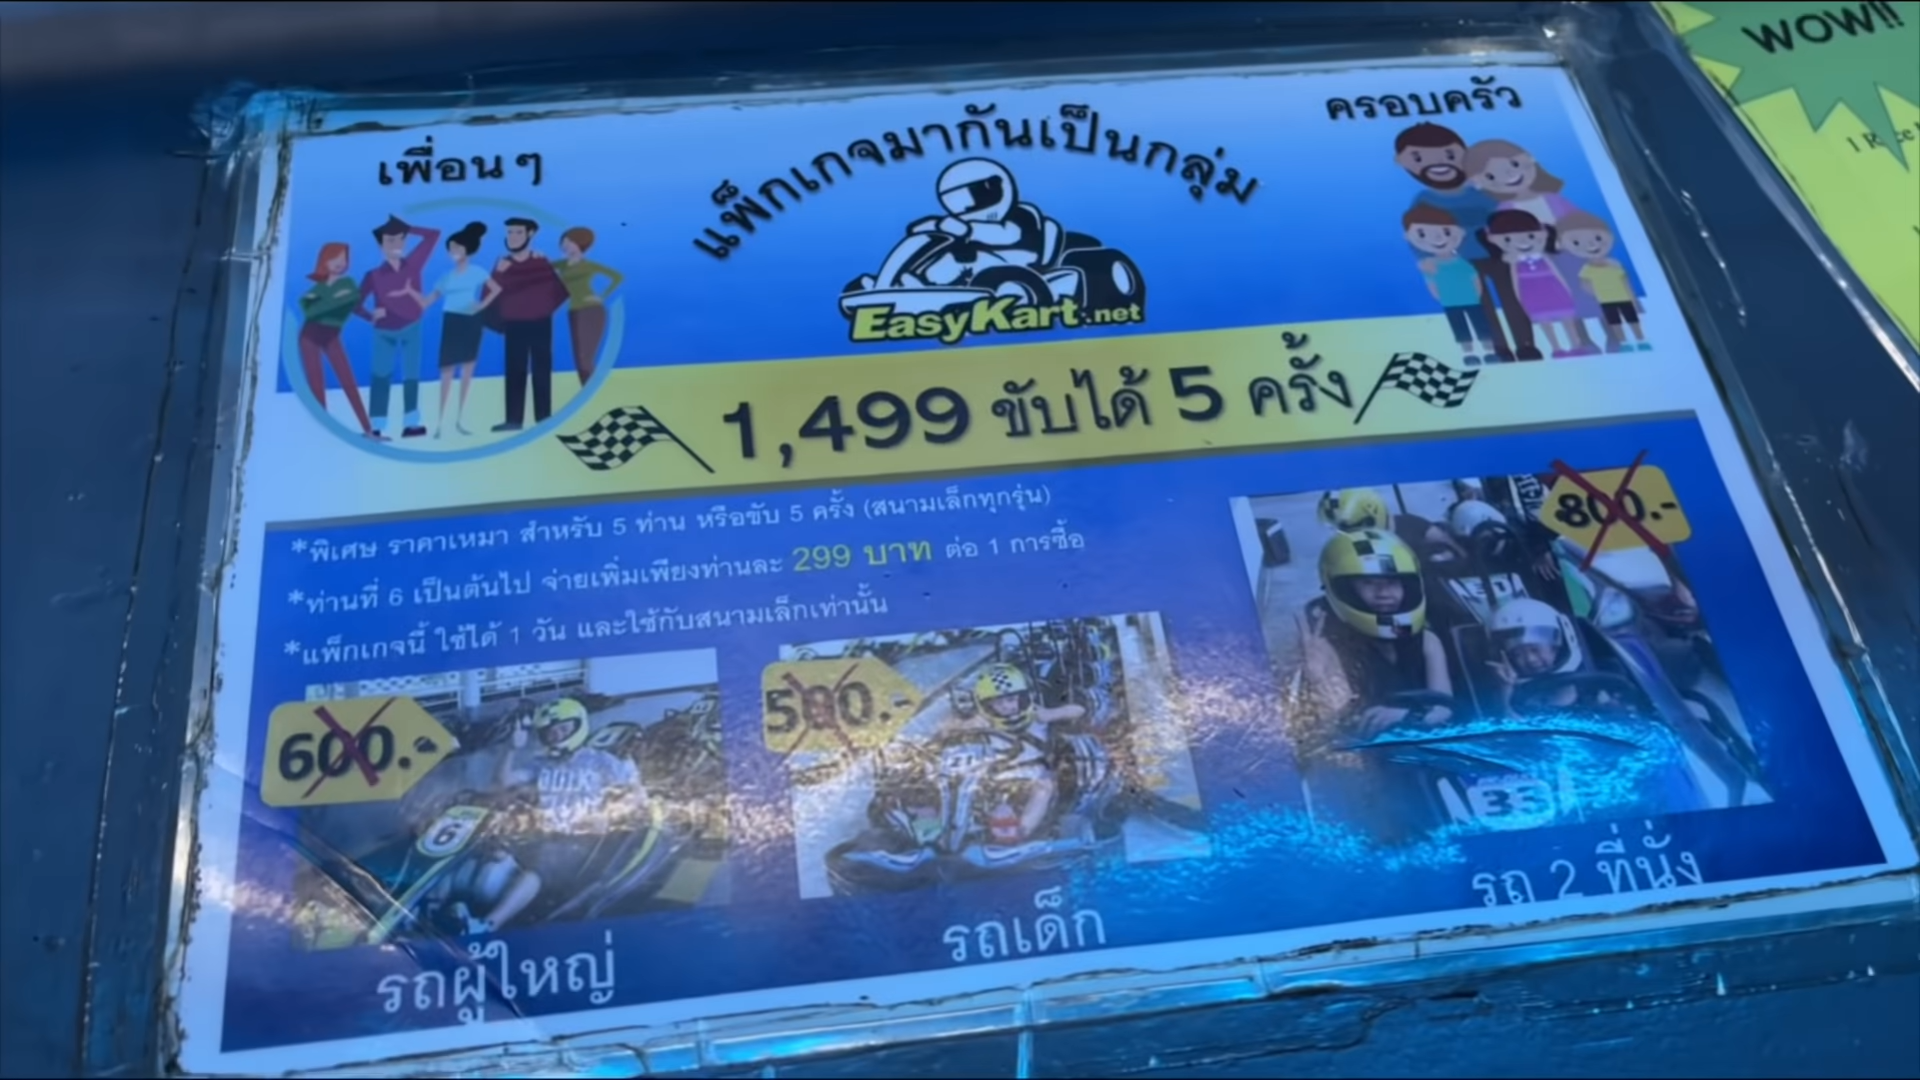 เพื่อนๆ
แพ็กเกจมากันเป็นกลุ่ม
ครอบครัว
EasyKart.net
1,499 ขับได้ 5 ครั้ง
*พิเศษ ราคาเหมา สำหรับ 5 ท่าน หรือขับ 5 ครั้ง (สนามเล็กทุกรุ่น)
*ท่านที่ 6 เป็นต้นไป จ่ายเพิ่มเพียงท่านละ 299 บาท ต่อ 1 การซื้อ
*แพ็กเกจนี้ ใช้ได้ 1 วัน และใช้กับสนามเล็กเท่านั้น
600.-
500.-
800.-
6
21
33
รถผู้ใหญ่
รถเด็ก
รถ 2 ที่นั่ง
WOW!!